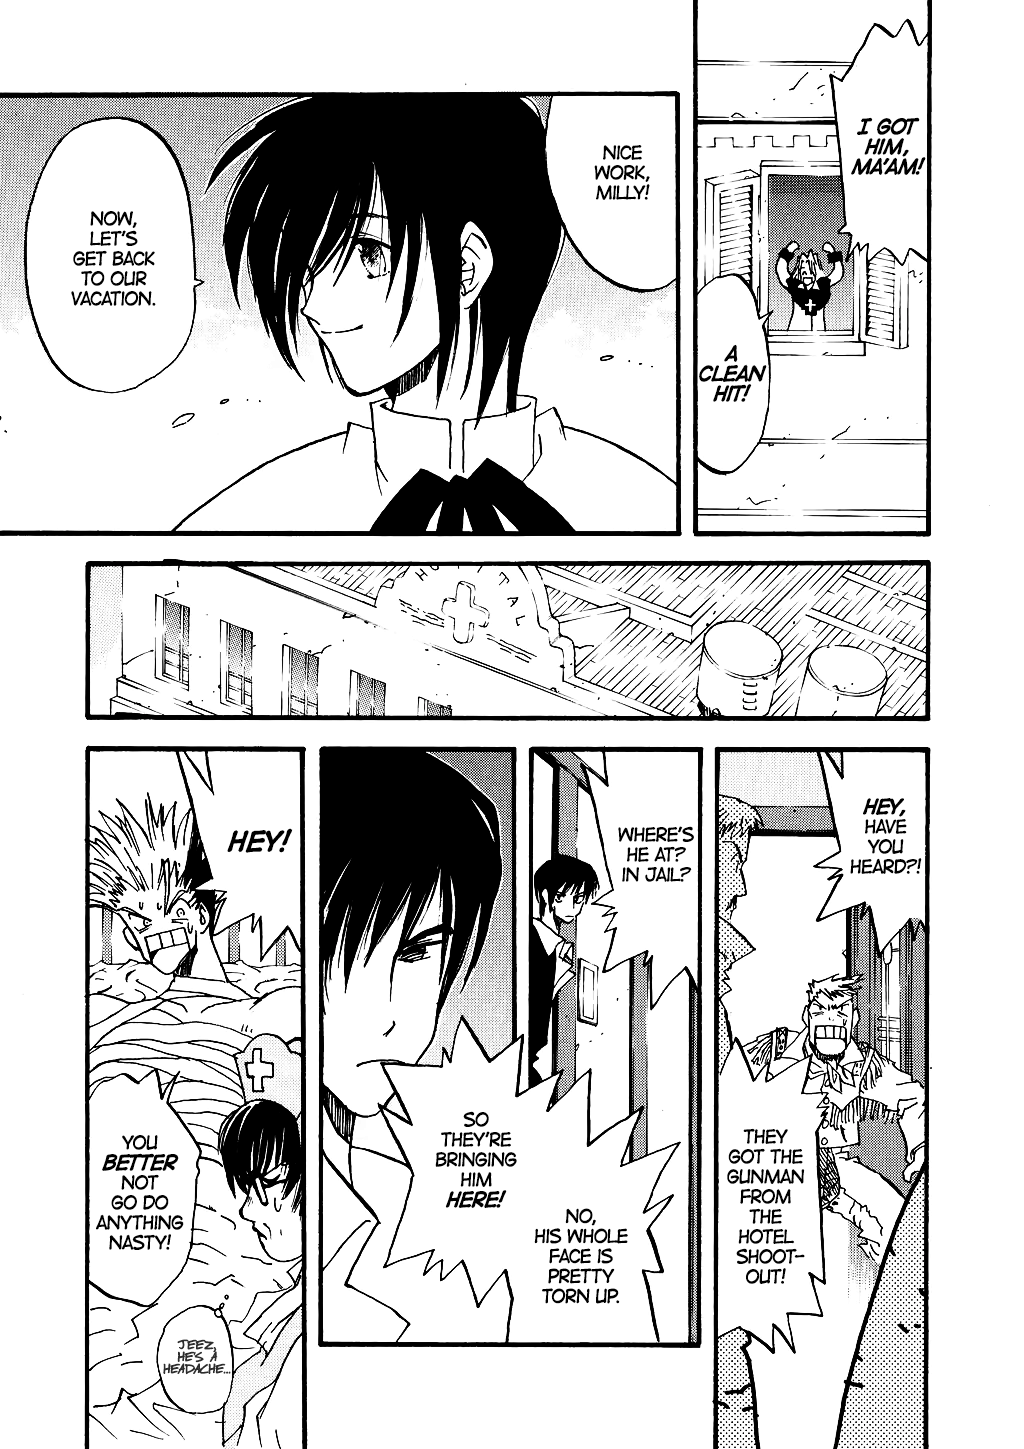 I GOT
HIM,
MA'AM!
A
CLEAN
HIT!
NICE
WORK,
MILLY!
NOW,
LET'S
GET BACK
TO OUR
VACATION.
HOSPITAL
HEY,
HAVE
YOU
HEARD?!
THEY
GOT THE
GUNMAN
FROM
THE
HOTEL
SHOOT-
OUT!
WHERE'S
HE AT?
IN JAIL?
SO
THEY'RE
BRINGING
HIM
HERE!
NO,
HIS WHOLE
FACE IS
PRETTY
TORN UP.
HEY!
YOU
BETTER
NOT
GO DO
ANYTHING
NASTY!
JEEZ,
HE'S A
HEADACHE...